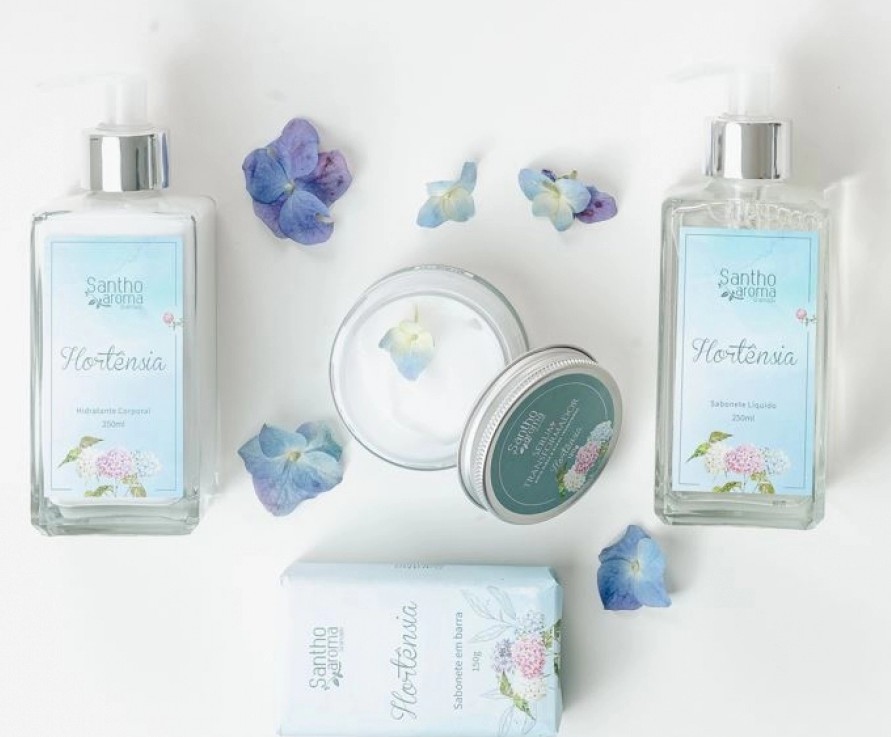 Santho
aroma
Hortênsia
Hidratante Corporal
250ml
Santho
aroma
Hortênsia
Sabonete Líquido
250ml
Santho
aroma
SÉRUM
TRANSFORMADOR
Santho
aroma
Hortênsia
Sabonete em barra
150g